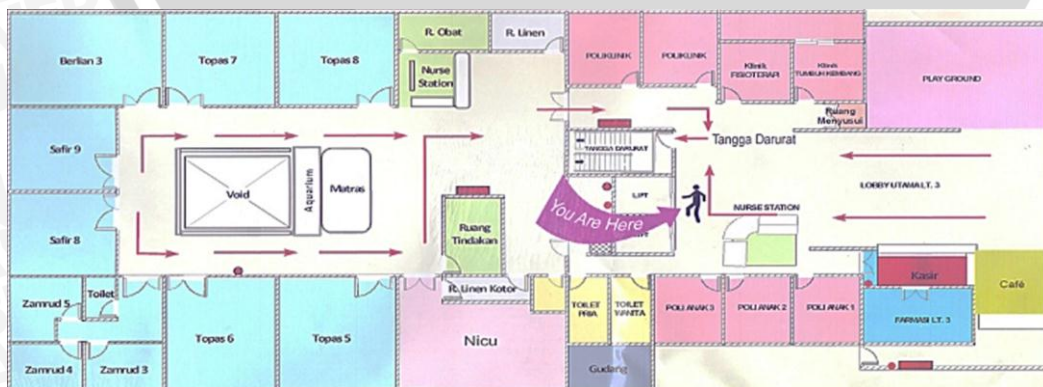 R. Obat
R. Linen
Berlian 3
Topas 7
Topas 8
Nurse
Station
POLIKLINIK
POLIKLINIK
Klinik
FISIOTERAPI
Klinik
TUMBUH KEMBANG
PLAY GROUND
Ruang
Menyusui
Safir 9
TANGGA DARURAT
Tangga Darurat
Void
Aquarium
Matras
LIFT
LOBBY UTAMA LT. 3
You Are Here
NURSE STATION
Safir 8
Ruang
Tindakan
Kasir
Café
Zamrud 5
Toilet
R. Linen Kotor
TOILET
PRIA
TOILET
WANITA
POLI ANAK 3
POLI ANAK 2
POLI ANAK 1
FARMASI LT. 3
Topas 6
Topas 5
Nicu
Zamrud 4
Zamrud 3
Gudang